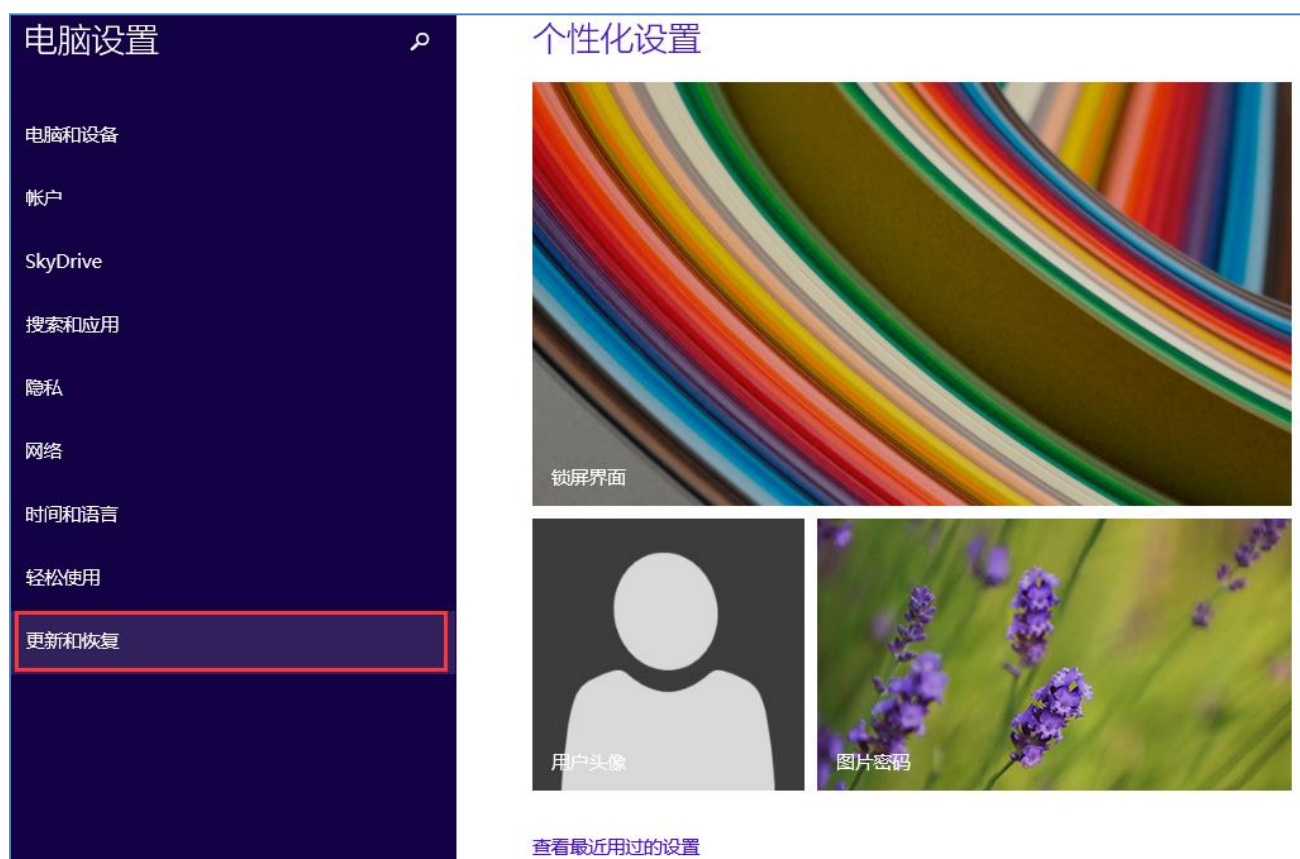 电脑设置
电脑和设备
帐户
SkyDrive
搜索和应用
隐私
网络
时间和语言
轻松使用
更新和恢复
个性化设置
锁屏界面
用户头像
图片密码
查看最近用过的设置